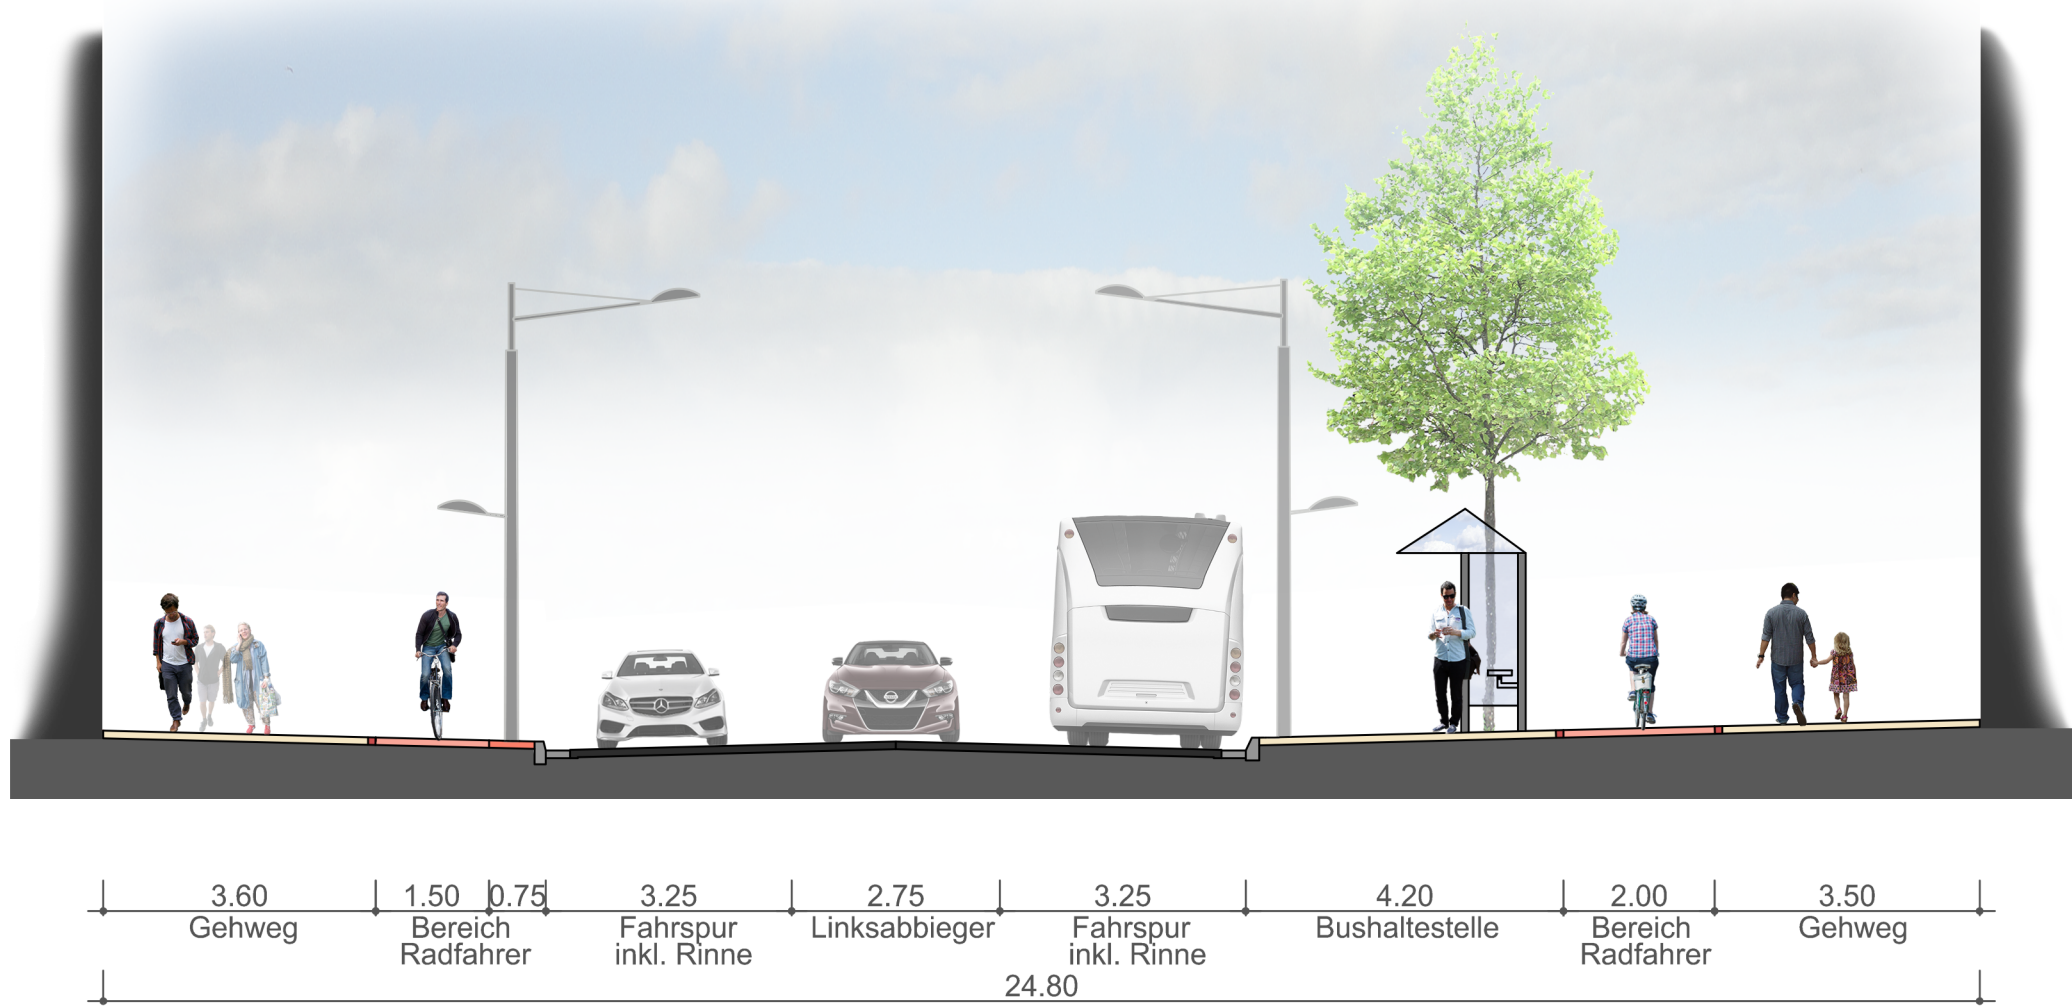 3.60 1.50 0.75 3.25 2.75 3.25 4.20 2.00 3.50
Gehweg Bereich Fahrspur Linksabbieger Fahrspur Bushaltestelle Bereich Gehweg
Radfahrer inkl. Rinne inkl. Rinne Radfahrer
24.80